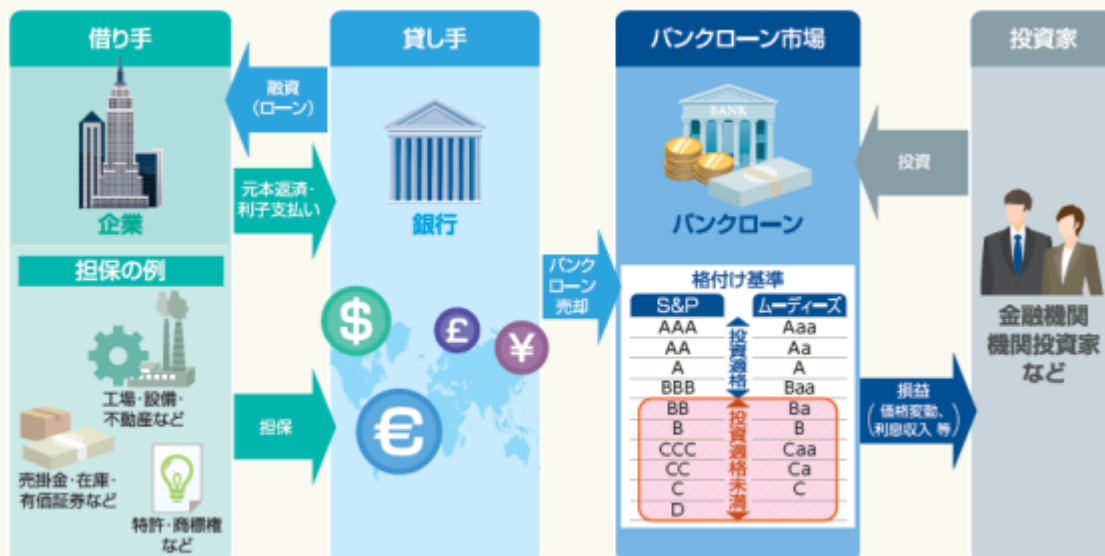 借り手
貸し手
バンクローン市場
投資家
融資
(ローン)
BANK
投資
元本返済・
利子支払い
企業
銀行
バンクローン
担保の例
バンク
ローン
売却
格付け基準
S&P
ムーディーズ
AAA
Aaa
AA
Aa
A
A
BBB
Baa
投資適格
BB
Ba
B
B
CCC
Caa
CC
Ca
C
C
D
投資適格未満
金融機関
機関投資家
など
損益
(価格変動、
利息収入 等)
$
£
¥
€
工場・設備・
不動産など
担保
売掛金・在庫・
有価証券など
特許・商標権
など